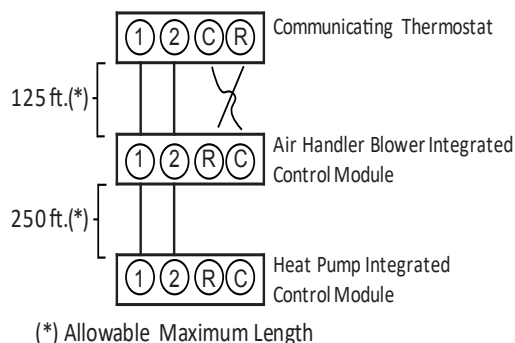 1 2 C R
Communicating Thermostat
125 ft.(*)
1 2 R C
Air Handler Blower Integrated
Control Module
250 ft.(*)
1 2 R C
Heat Pump Integrated
Control Module
(*) Allowable Maximum Length